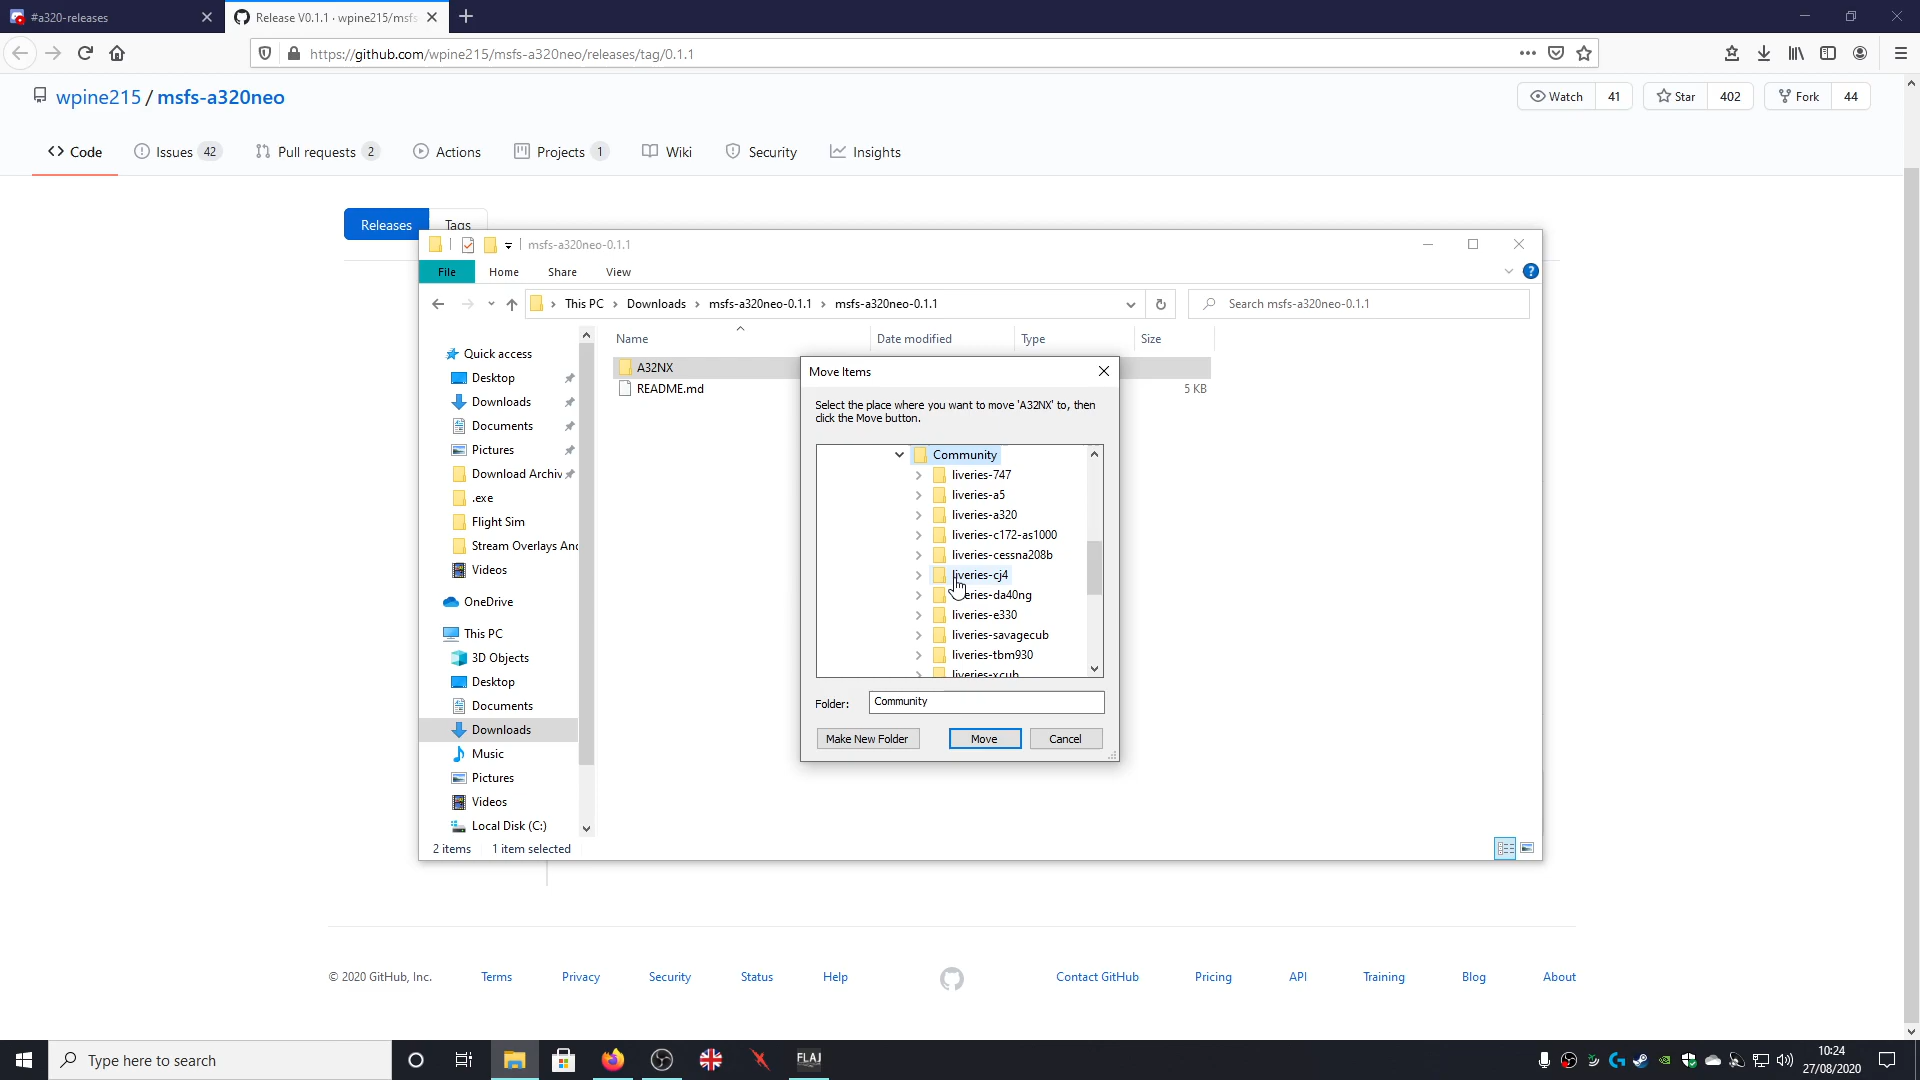 #a320-releases
Release V0.1.1 · wpine215/msfs
https://github.com/wpine215/msfs-a320neo/releases/tag/0.1.1
wpine215 / msfs-a320neo
Watch 41
Star 402
Fork 44
Code
Issues 42
Pull requests 2
Actions
Projects 1
Wiki
Security
Insights
Releases
Tags
msfs-a320neo-0.1.1
File
Home
Share
View
This PC > Downloads > msfs-a320neo-0.1.1 > msfs-a320neo-0.1.1
Search msfs-a320neo-0.1.1
Name
Date modified
Type
Size
Quick access
Desktop
Downloads
Documents
Pictures
Download Archiv
.exe
Flight Sim
Stream Overlays An
Videos
OneDrive
This PC
3D Objects
Desktop
Documents
Downloads
Music
Pictures
Videos
Local Disk (C:)
A32NX
README.md
5 KB
Move Items
Select the place where you want to move 'A32NX' to, then
click the Move button.
Community
liveries-747
liveries-a5
liveries-a320
liveries-c172-as1000
liveries-cessna208b
liveries-cj4
liveries-da40ng
liveries-e330
liveries-savagecub
liveries-tbm930
liveries-xcub
Folder: Community
Make New Folder
Move
Cancel
2 items 1 item selected
© 2020 GitHub, Inc.
Terms
Privacy
Security
Status
Help
Contact GitHub
Pricing
API
Training
Blog
About
Type here to search
FLAJ
10:24
27/08/2020